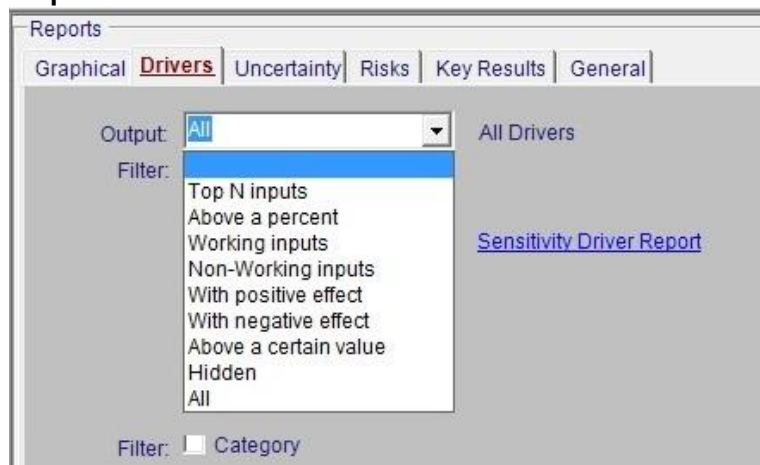 Reports
Graphical Drivers Uncertainty Risks Key Results General
Output: All All Drivers
Filter:
Top N inputs
Above a percent
Working inputs
Sensitivity Driver Report
Non-Working inputs
With positive effect
With negative effect
Above a certain value
Hidden
All
Filter: Category